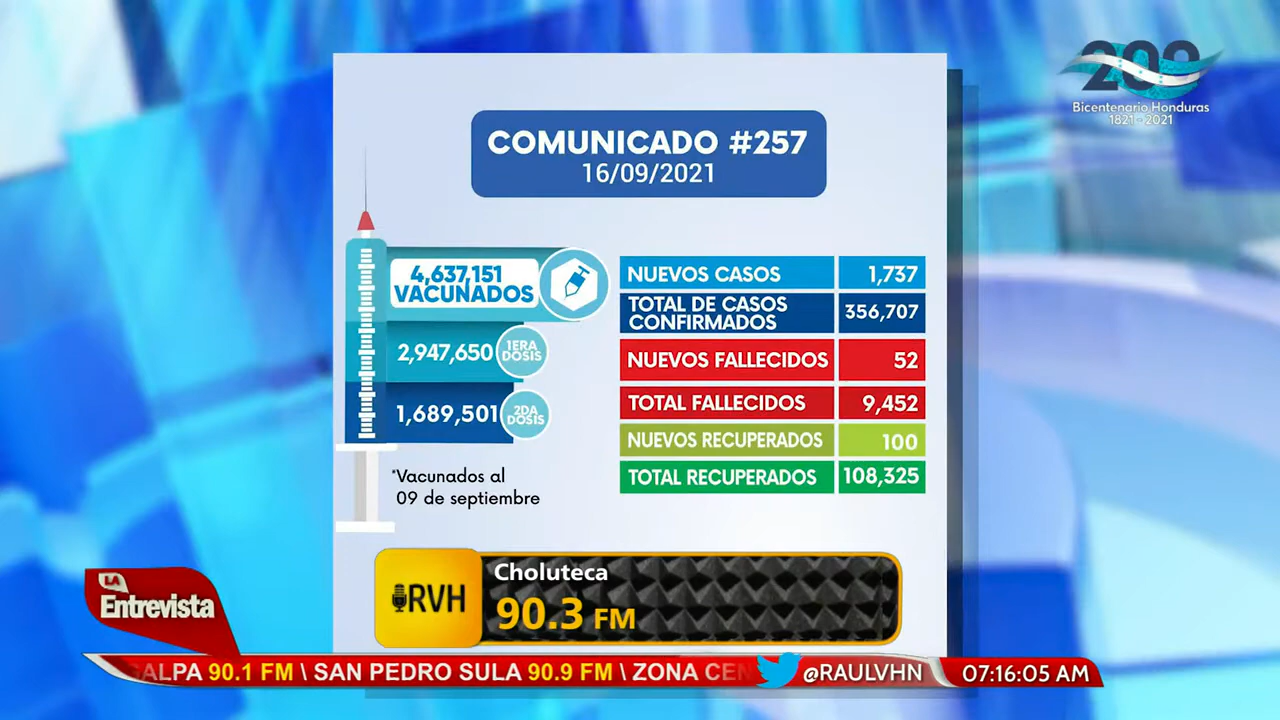 200
Bicentenario Honduras
1821 - 2021
COMUNICADO #257
16/09/2021
4,637,151
VACUNADOS
2,947,650 1ERA DOSIS
1,689,501 2DA DOSIS
*Vacunados al
09 de septiembre
NUEVOS CASOS 1,737
TOTAL DE CASOS
CONFIRMADOS 356,707
NUEVOS FALLECIDOS 52
TOTAL FALLECIDOS 9,452
NUEVOS RECUPERADOS 100
TOTAL RECUPERADOS 108,325
RVH
Choluteca
90.3 FM
LA
Entrevista
GALPA 90.1 FM \ SAN PEDRO SULA 90.9 FM \ ZONA CEN
@RAULVHN
07:16:05 AM